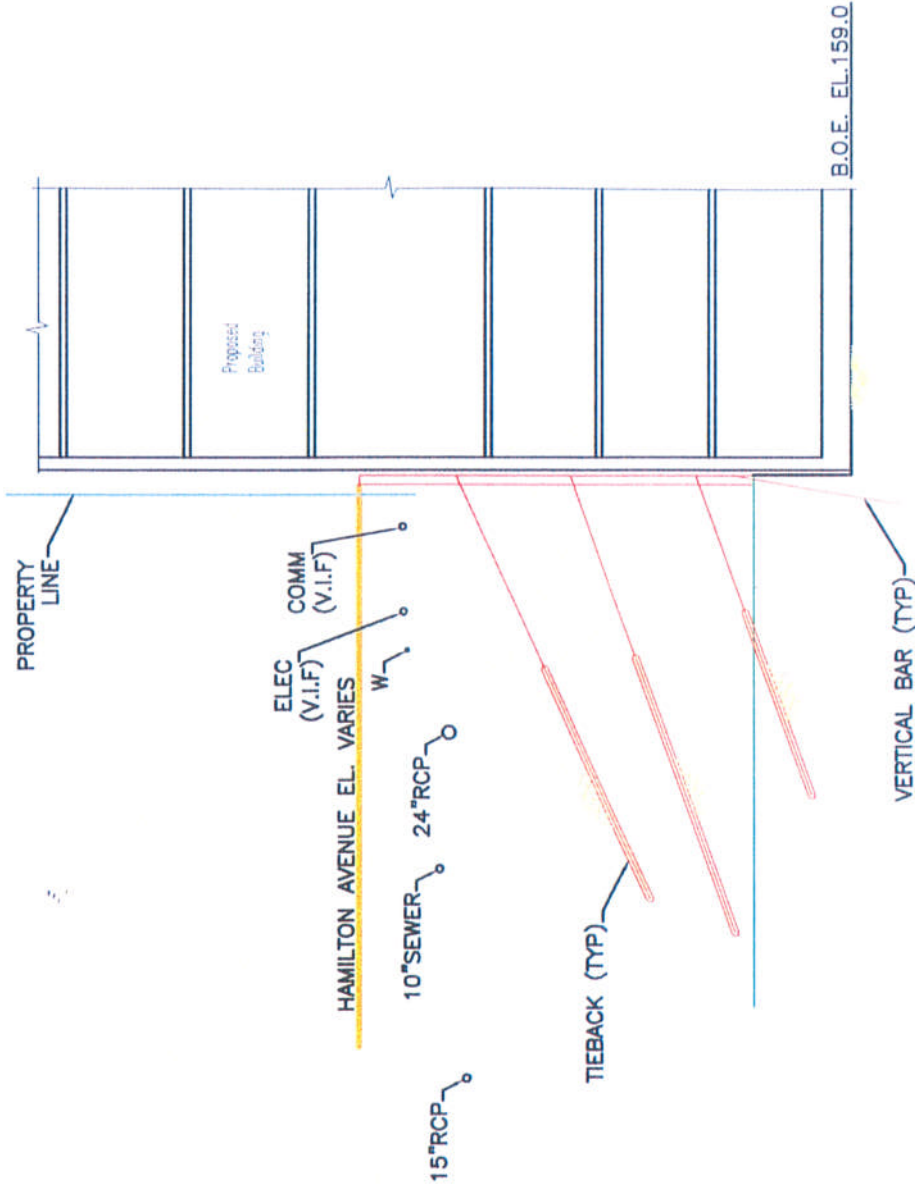 PROPERTY
LINE
Proposed
Building
COMM
(V.I.F)
ELEC
(V.I.F)
W
HAMILTON AVENUE EL. VARIES
24"RCP
10"SEWER
15"RCP
TIEBACK (TYP)
VERTICAL BAR (TYP)
B.O.E. EL.159.0